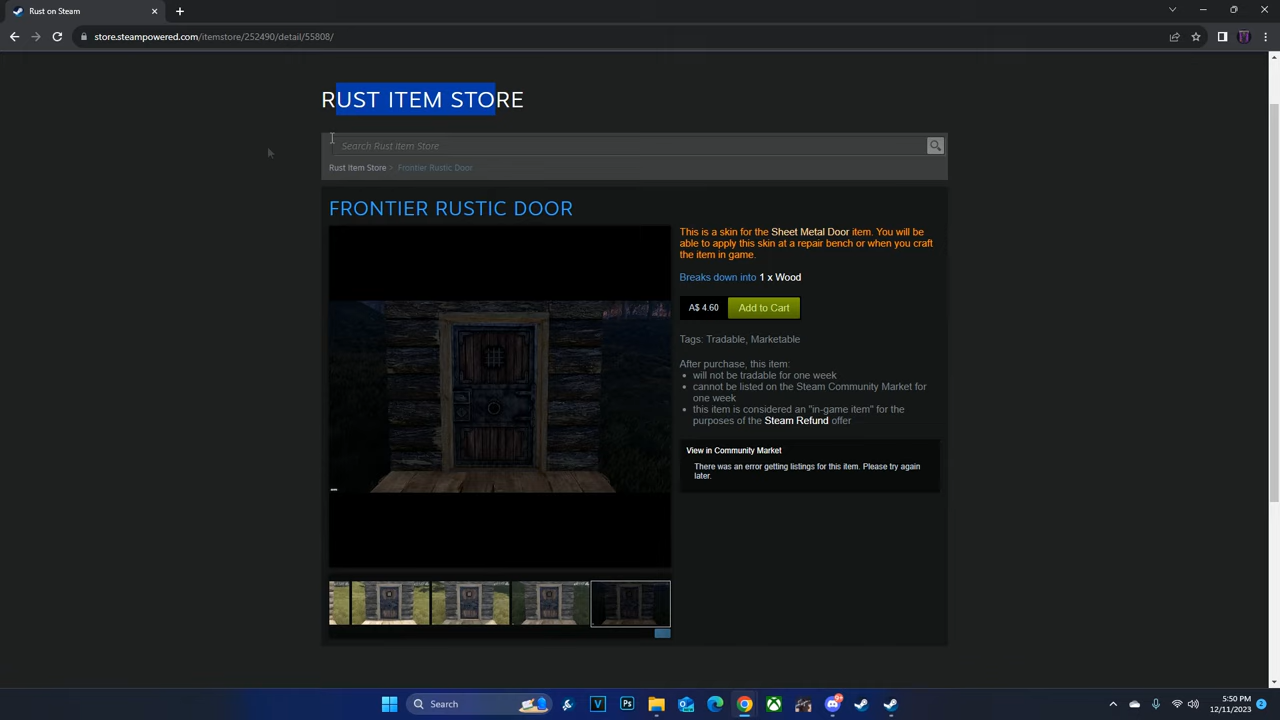 Rust on Steam
store.steampowered.com/itemstore/252490/detail/55808/
RUST ITEM STORE
Search Rust Item Store
Rust Item Store > Frontier Rustic Door
FRONTIER RUSTIC DOOR
This is a skin for the Sheet Metal Door item. You will be
able to apply this skin at a repair bench or when you craft
the item in game.
Breaks down into 1 x Wood
A$ 4.60 Add to Cart
Tags: Tradable, Marketable
After purchase, this item:
• will not be tradable for one week
• cannot be listed on the Steam Community Market for
one week
• this item is considered an "in-game item" for the
purposes of the Steam Refund offer
View in Community Market
There was an error getting listings for this item. Please try again
later.
Search
5:50 PM
12/11/2023